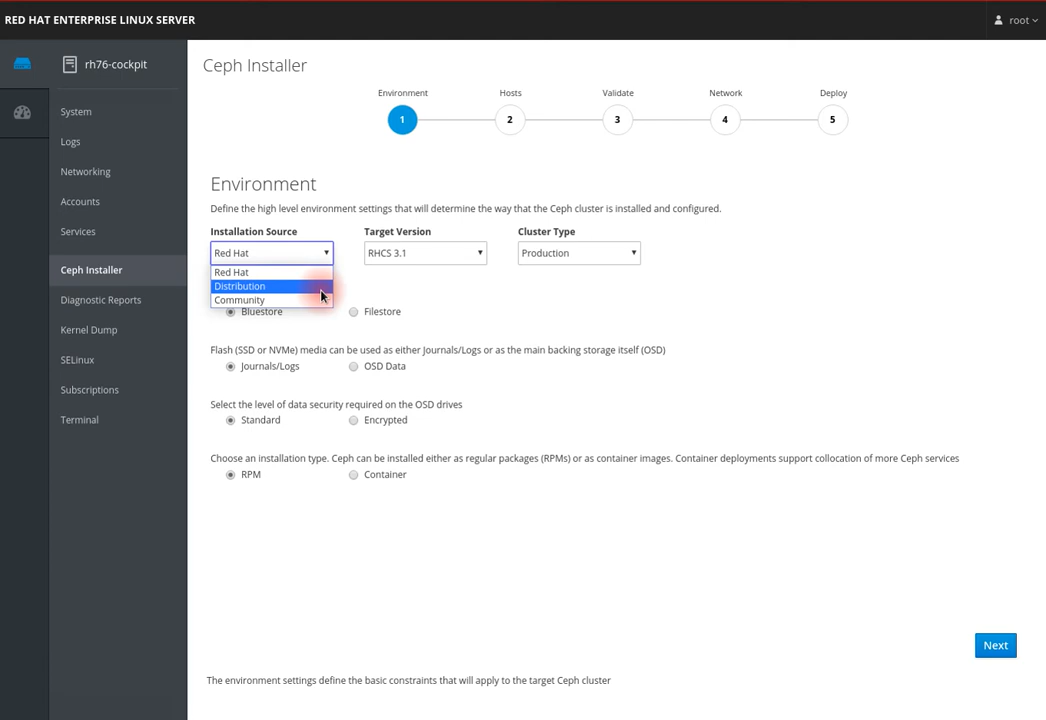 RED HAT ENTERPRISE LINUX SERVER
root
rh76-cockpit
System
Logs
Networking
Accounts
Services
Ceph Installer
Diagnostic Reports
Kernel Dump
SELinux
Subscriptions
Terminal
Ceph Installer
Environment Hosts Validate Network Deploy
1 2 3 4 5
Environment
Define the high level environment settings that will determine the way that the Ceph cluster is installed and configured.
Installation Source Target Version Cluster Type
Red Hat RHCS 3.1 Production
Red Hat
Distribution
Community
Bluestore Filestore
Flash (SSD or NVMe) media can be used as either Journals/Logs or as the main backing storage itself (OSD)
Journals/Logs OSD Data
Select the level of data security required on the OSD drives
Standard Encrypted
Choose an installation type. Ceph can be installed either as regular packages (RPMs) or as container images. Container deployments support collocation of more Ceph services
RPM Container
Next
The environment settings define the basic constraints that will apply to the target Ceph cluster